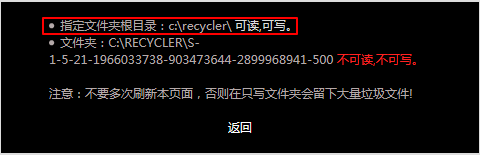 指定文件夹根目录：c:\recycler\ 可读,可写。
文件夹：C:\RECYCLER\S-
1-5-21-1966033738-903473644-2899968941-500 不可读,不可写。
注意：不要多次刷新本页面，否则在只写文件夹会留下大量垃圾文件!
返回